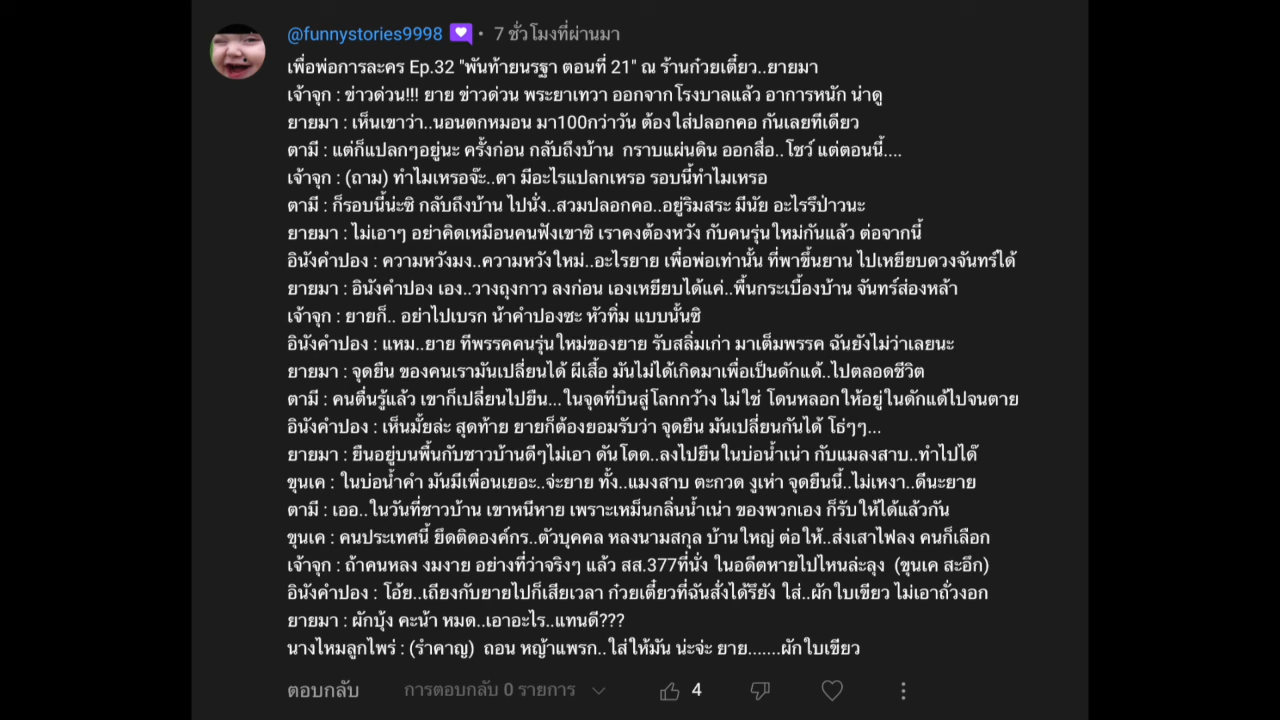 @funnystories9998 · 7 ชั่วโมงที่ผ่านมา
เพื่อพ่อการละคร Ep.32 "พันท้ายนรฐา ตอนที่ 21" ณ ร้านก๋วยเตี๋ยว..ยายมา
เจ้าจุก : ข่าวด่วน!!! ยาย ข่าวด่วน พระยาเทวา ออกจากโรงบาลแล้ว อาการหนัก น่าดู
ยายมา : เห็นเขาว่า..นอนตกหมอน มา100กว่าวัน ต้องใส่ปลอกคอ กันเลยทีเดียว
ตามี : แต่ก็แปลกๆอยู่นะ ครั้งก่อน กลับถึงบ้าน กราบแผ่นดิน ออกสื่อ..โชว์ แต่ตอนนี้....
เจ้าจุก : (ถาม) ทำไมเหรอจ๊ะ..ตา มีอะไรแปลกเหรอ รอบนี้ทำไมเหรอ
ตามี : ก็รอบนี้น่ะซิ กลับถึงบ้าน ไปนั่ง..สวมปลอกคอ..อยู่ริมสระ มีนัย อะไรรึป่าวนะ
ยายมา : ไม่เอาๆ อย่าคิดเหมือนคนฟังเขาซิ เราคงต้องหวัง กับคนรุ่นใหม่กันแล้ว ต่อจากนี้
อินังคำปอง : ความหวังมง..ความหวังใหม่..อะไรยาย เพื่อพ่อเท่านั้น ที่พาขึ้นยาน ไปเหยียบดวงจันทร์ได้
ยายมา : อินังคำปอง เอง..วางถุงกาว ลงก่อน เองเหยียบได้แค่..พื้นกระเบื้องบ้าน จันทร์ส่องหล้า
เจ้าจุก : ยายก็.. อย่าไปเบรก น้าคำปองซะ หัวทิ่ม แบบนั้นซิ
อินังคำปอง : แหม..ยาย ทีพรรคคนรุ่นใหม่ของยาย รับสลิ่มเก่า มาเต็มพรรค ฉันยังไม่ว่าเลยนะ
ยายมา : จุดยืน ของคนเรามันเปลี่ยนได้ ผีเสื้อ มันไม่ได้เกิดมาเพื่อเป็นดักแด้..ไปตลอดชีวิต
ตามี : คนตื่นรู้แล้ว เขาก็เปลี่ยนไปยืน...ในจุดที่บินสู่โลกกว้าง ไม่ใช่ โดนหลอกให้อยู่ในดักแด้ไปจนตาย
อินังคำปอง : เห็นมั้ยล่ะ สุดท้าย ยายก็ต้องยอมรับว่า จุดยืน มันเปลี่ยนกันได้ โธ่ๆๆ...
ยายมา : ยืนอยู่บนพื้นกับชาวบ้านดีๆไม่เอา ดันโดด..ลงไปยืนในบ่อน้ำเน่า กับแมลงสาบ..ทำไปได๊
ขุนเค : ในบ่อน้ำคำ มันมีเพื่อนเยอะ..จ่ะยาย ทั้ง..แมงสาบ ตะกวด งูเห่า จุดยืนนี้..ไม่เหงา..ดีนะยาย
ตามี : เออ..ในวันที่ชาวบ้าน เขาหนีหาย เพราะเหม็นกลิ่นน้ำเน่า ของพวกเอง ก็รับให้ได้แล้วกัน
ขุนเค : คนประเทศนี้ ยึดติดองค์กร..ตัวบุคคล หลงนามสกุล บ้านใหญ่ ต่อให้..ส่งเสาไฟลง คนก็เลือก
เจ้าจุก : ถ้าคนหลง งมงาย อย่างที่ว่าจริงๆ แล้ว สส.377ที่นั่ง ในอดีตหายไปไหนล่ะลุง (ขุนเค สะอึก)
อินังคำปอง : โอ้ย..เถียงกับยายไปก็เสียเวลา ก๋วยเตี๋ยวที่ฉันสั่งได้รึยัง ใส่..ผักใบเขียว ไม่เอาถั่วงอก
ยายมา : ผักบุ้ง คะน้า หมด..เอาอะไร..แทนดี???
นางไหมลูกไพร่ : (รำคาญ) ถอน หญ้าแพรก..ใส่ให้มัน น่ะจ่ะ ยาย.......ผักใบเขียว
ตอบกลับ การตอบกลับ 0 รายการ 4